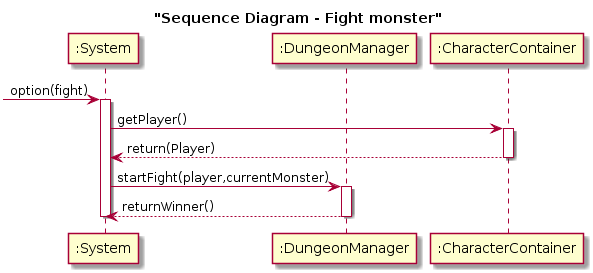 "Sequence Diagram - Fight monster"
:System :DungeonManager :CharacterContainer
option(fight)
getPlayer()
return(Player)
startFight(player,currentMonster)
returnWinner()
:System :DungeonManager :CharacterContainer